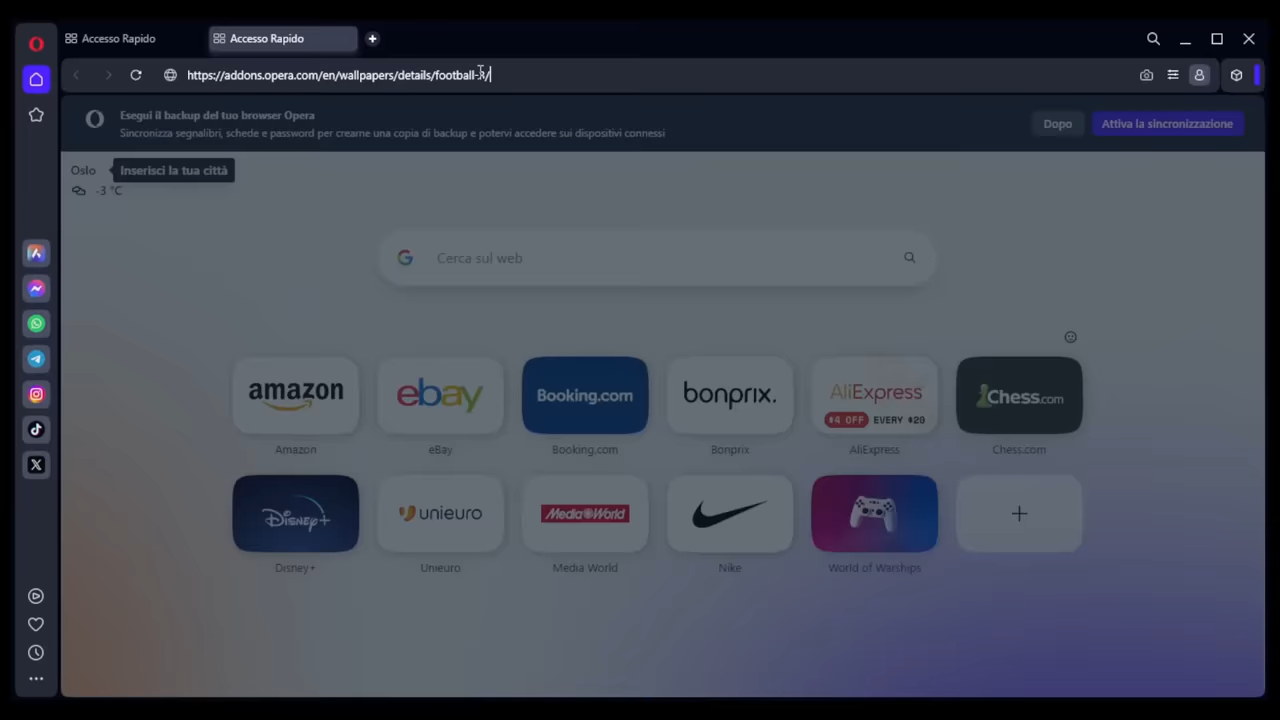 Accesso Rapido
Accesso Rapido
https://addons.opera.com/en/wallpapers/details/football-3/
Esegui il backup del tuo browser Opera
Sincronizza segnalibri, schede e password per crearne una copia di backup e potervi accedere sui dispositivi connessi
Dopo
Attiva la sincronizzazione
Oslo
Inserisci la tua città
-3 °C
Cerca sul web
amazon
ebay
Booking.com
bonprix.
AliExpress
$4 OFF EVERY $20
Chess.com
Amazon
eBay
Booking.com
Bonprix
AliExpress
Chess.com
Disney+
unieuro
MediaWorld
Disney+
Unieuro
Media World
Nike
World of Warships